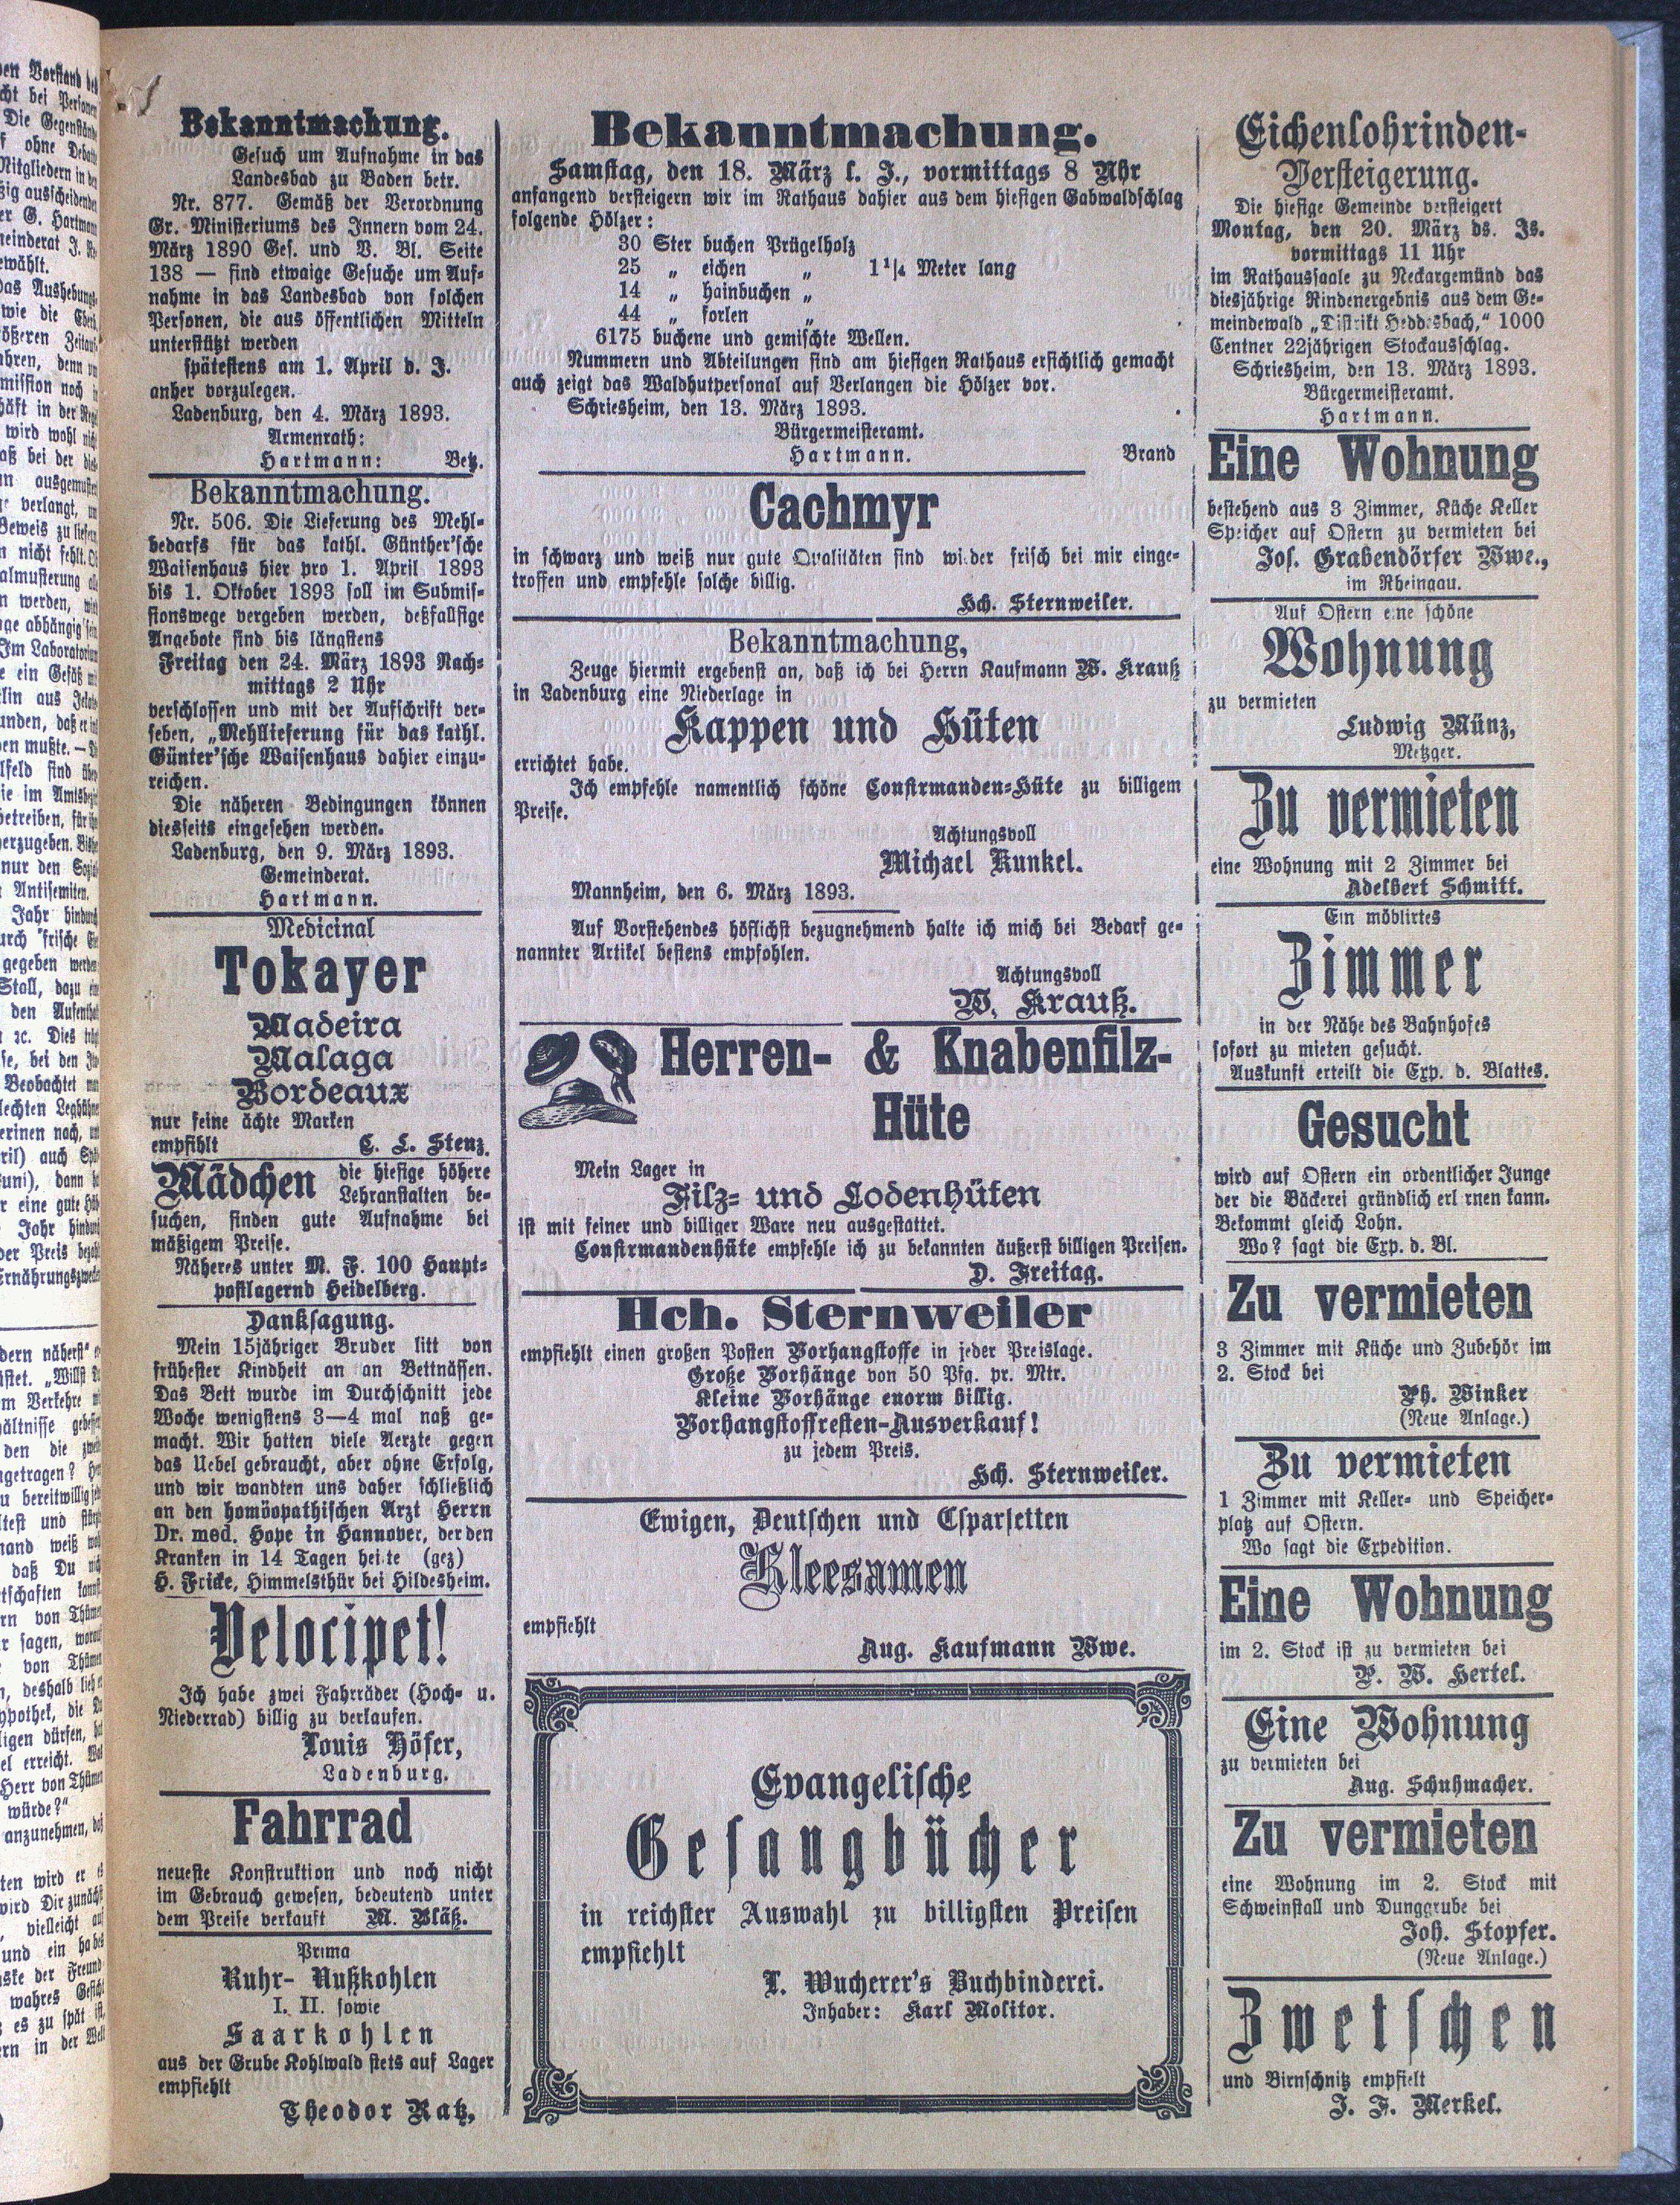 Bekanntmachung.
Gesuch um Aufnahme in das
Landesbad zu Baden betr.
Nr. 877. Gemäß der Verordnung
Gr. Ministeriums des Innern vom 24.
März 1890 Ges. und V. Bl. Seite
138 — sind etwaige Gesuche um Auf-
nahme in das Landesbad von solchen
Personen, die aus öffentlichen Mitteln
unterstützt werden
spätestens am 1. April d. J.
anher vorzulegen.
Ladenburg, den 4. März 1893.
Armenrath:
Hartmann: Betz.
Bekanntmachung.
Nr. 506. Die Lieferung des Mehl-
bedarfs für das kathl. Günther'sche
Waisenhaus hier pro 1. April 1893
bis 1. Oktober 1893 soll im Submis-
sionswege vergeben werden, deßfallsige
Angebote sind bis längstens
Freitag den 24. März 1893 Nach-
mittags 2 Uhr
verschlossen und mit der Aufschrift ver-
sehen, „Mehllieferung für das kathl.
Günter'sche Waisenhaus dahier einzu-
reichen.
Die näheren Bedingungen können
diesseits eingesehen werden.
Ladenburg, den 9. März 1893.
Gemeinderat.
Hartmann.
Medicinal
Tokayer
Madeira
Malaga
Bordeaux
nur feine ächte Marken
empfihlt C. L. Stenz.
Mädchen die hiesige höhere
Lehranstalten be-
suchen, finden gute Aufnahme bei
mäßigem Preise.
Näheres unter M. F. 100 Haupt-
postlagernd Heidelberg.
Danksagung.
Mein 15jähriger Bruder litt von
frühester Kindheit an an Bettnässen.
Das Bett wurde im Durchschnitt jede
Woche wenigstens 3—4 mal naß ge-
macht. Wir hatten viele Aerzte gegen
das Uebel gebraucht, aber ohne Erfolg,
und wir wandten uns daher schließlich
an den homöopathischen Arzt Herrn
Dr. med. Hope in Hannover, der den
Kranken in 14 Tagen heilte (gez)
H. Fricke, Himmelsthür bei Hildesheim.
Velocipet!
Ich habe zwei Fahrräder (Hoch- u.
Niederrad) billig zu verkaufen.
Louis Höfer,
Ladenburg.
Fahrrad
neueste Konstruktion und noch nicht
im Gebrauch gewesen, bedeutend unter
dem Preise verkauft M. Bläß.
Prima
Ruhr- Nußkohlen
I. II. sowie
Saarkohlen
aus der Grube Kohlwald stets auf Lager
empfiehlt
Theodor Ratz,
Bekanntmachung.
Samstag, den 18. März l. J., vormittags 8 Uhr
anfangend versteigern wir im Rathaus dahier aus dem hiesigen Gabwaldschlag
folgende Hölzer:
30 Ster buchen Prügelholz
25 „ eichen „ 1¹/₄ Meter lang
14 „ hainbuchen „
44 „ forlen „
6175 buchene und gemischte Wellen.
Nummern und Abteilungen sind am hiesigen Rathaus ersichtlich gemacht
auch zeigt das Waldhutpersonal auf Verlangen die Hölzer vor.
Schriesheim, den 13. März 1893.
Bürgermeisteramt.
Hartmann. Brand
Cachmyr
in schwarz und weiß nur gute Qualitäten sind wieder frisch bei mir einge-
troffen und empfehle solche billig.
Hch. Sternweiler.
Bekanntmachung,
Zeuge hiermit ergebenst an, daß ich bei Herrn Kaufmann W. Krauß
in Ladenburg eine Niederlage in
Kappen und Hüten
errichtet habe.
Ich empfehle namentlich schöne Confirmanden-Hüte zu billigem
Preise.
Achtungsvoll
Michael Kunkel.
Mannheim, den 6. März 1893.
Auf Vorstehendes höflichst bezugnehmend halte ich mich bei Bedarf ge-
nannter Artikel bestens empfohlen.
Achtungsvoll
W. Krauß.
Herren- & Knabenfilz-
Hüte
Mein Lager in
Filz- und Lodenhüten
ist mit feiner und billiger Ware neu ausgestattet.
Confirmandenhüte empfehle ich zu bekannten äußerst billigen Preisen.
D. Freitag.
Hch. Sternweiler
empfiehlt einen großen Posten Vorhangstoffe in jeder Preislage.
Große Vorhänge von 50 Pfg. pr. Mtr.
Kleine Vorhänge enorm billig.
Vorhangstoffresten-Ausverkauf!
zu jedem Preis.
Hch. Sternweiler.
Ewigen, Deutschen und Esparsetten
Kleesamen
empfiehlt
Aug. Kaufmann Wwe.
Evangelische
Gesangbücher
in reichster Auswahl zu billigsten Preisen
empfiehlt
L. Wucherer's Buchbinderei.
Inhaber: Karl Molitor.
Eichenlohrinden-
Versteigerung.
Die hiesige Gemeinde versteigert
Montag, den 20. März ds. Js.
vormittags 11 Uhr
im Rathaussaale zu Neckargemünd das
diesjährige Rindenergebnis aus dem Ge-
meindewald „Distrikt Heddesbach,“ 1000
Centner 22jährigen Stockausschlag.
Schriesheim, den 13. März 1893.
Bürgermeisteramt.
Hartmann.
Eine Wohnung
bestehend aus 3 Zimmer, Küche Keller
Speicher auf Ostern zu vermieten bei
Jos. Grabendörfer Wwe.,
im Rheingau.
Auf Ostern eine schöne
Wohnung
zu vermieten
Ludwig Münz,
Metzger.
Zu vermieten
eine Wohnung mit 2 Zimmer bei
Adelbert Schmitt.
Ein möblirtes
Zimmer
in der Nähe des Bahnhofes
sofort zu mieten gesucht.
Auskunft erteilt die Exp. d. Blattes.
Gesucht
wird auf Ostern ein ordentlicher Junge
der die Bäckerei gründlich erlernen kann.
Bekommt gleich Lohn.
Wo? sagt die Exp. d. Bl.
Zu vermieten
3 Zimmer mit Küche und Zubehör im
2. Stock bei
Ph. Winker
(Neue Anlage.)
Zu vermieten
1 Zimmer mit Keller- und Speicher-
platz auf Ostern.
Wo sagt die Expedition.
Eine Wohnung
im 2. Stock ist zu vermieten bei
P. W. Hertel.
Eine Wohnung
zu vermieten bei
Aug. Schuhmacher.
Zu vermieten
eine Wohnung im 2. Stock mit
Schweinstall und Dunggrube bei
Joh. Stopfer.
(Neue Anlage.)
Zwetschen
und Birnschnitz empfielt
J. F. Merkel.